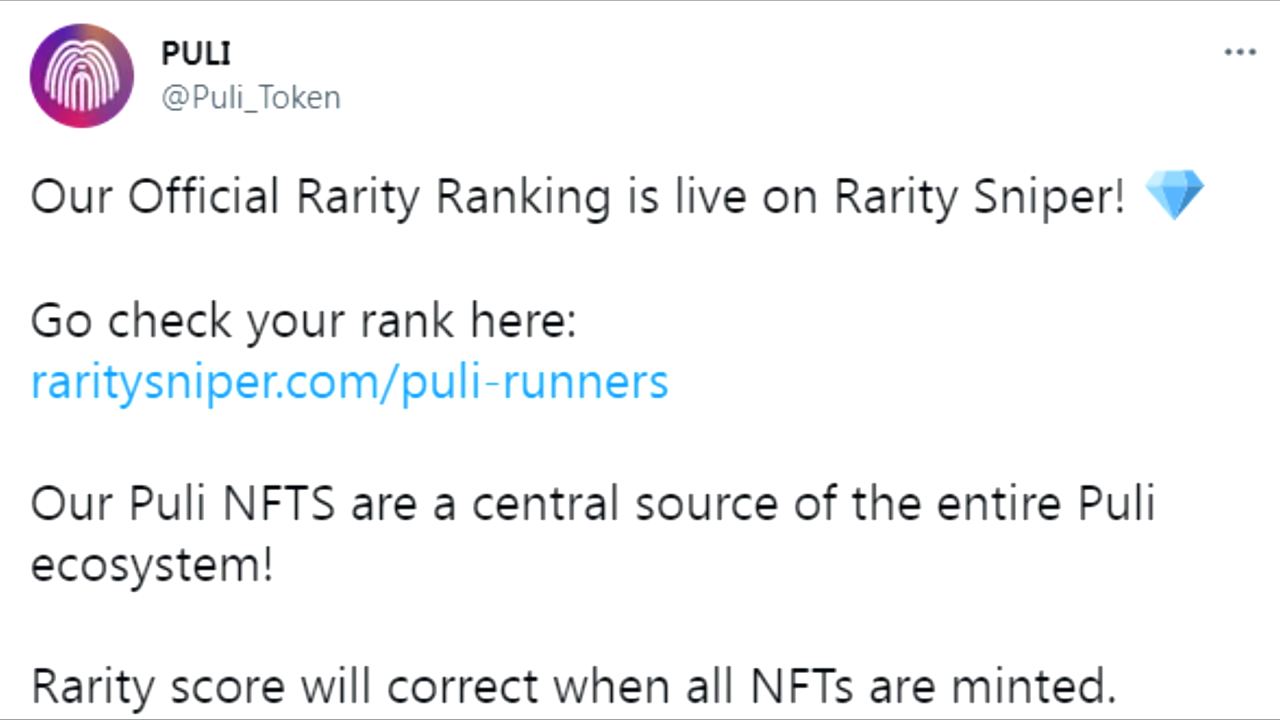 PULI
@Puli_Token
Our Official Rarity Ranking is live on Rarity Sniper! 💎
Go check your rank here:
raritysniper.com/puli-runners
Our Puli NFTS are a central source of the entire Puli
ecosystem!
Rarity score will correct when all NFTs are minted.